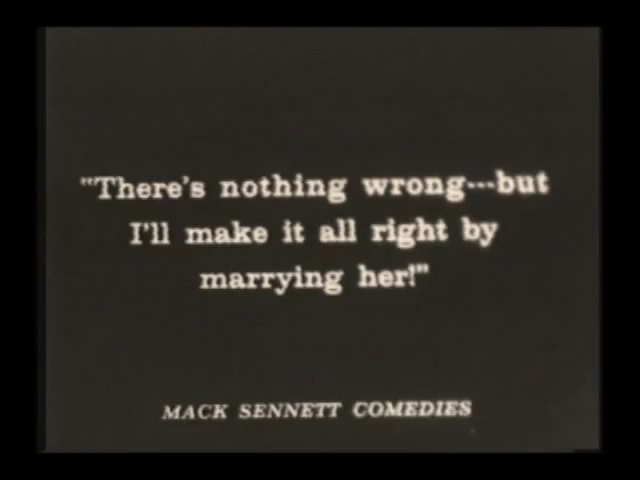 "There's nothing wrong---but
I'll make it all right by
marrying her!"
MACK SENNETT COMEDIES